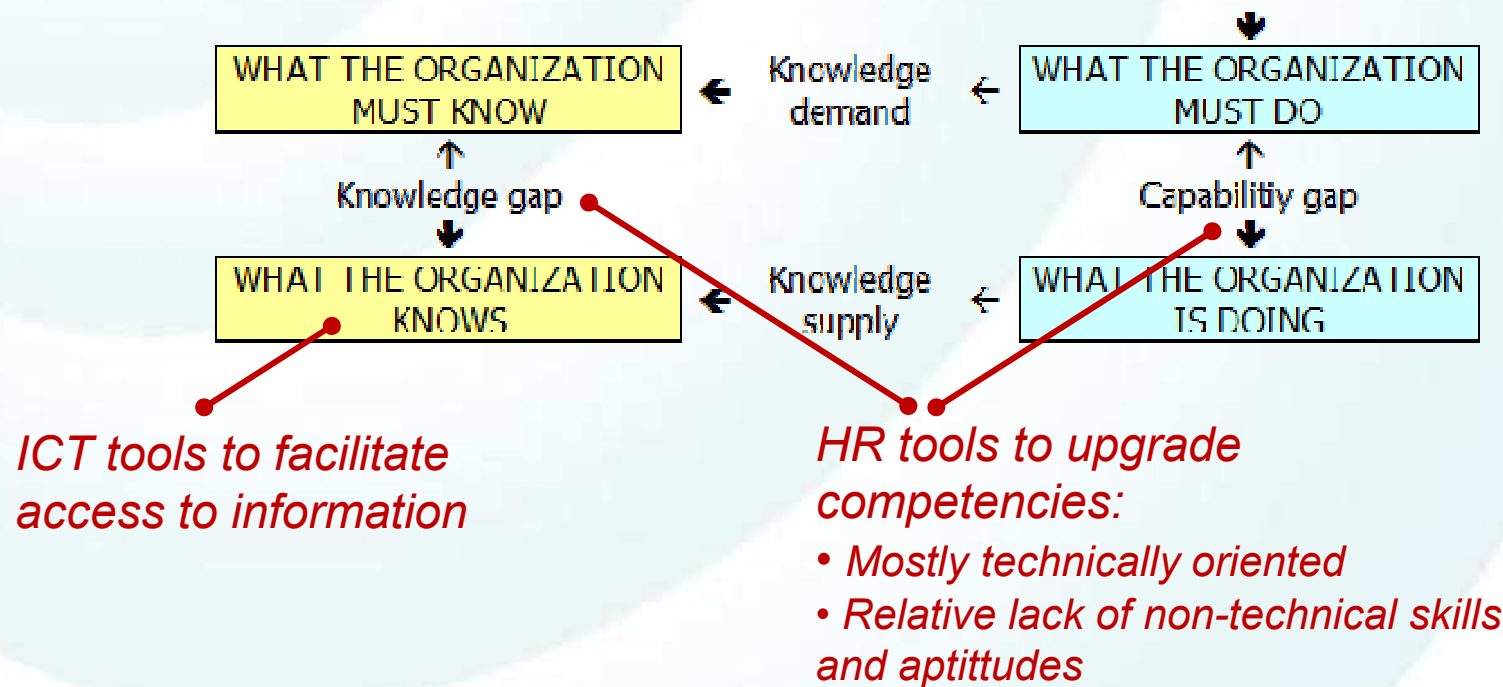 WHAT THE ORGANIZATION
MUST KNOW
Knowledge
demand
WHAT THE ORGANIZATION
MUST DO
Knowledge gap
Capabilitiy gap
WHAT THE ORGANIZATION
KNOWS
Knowledge
supply
WHAT THE ORGANIZATION
IS DOING
ICT tools to facilitate
access to information
HR tools to upgrade
competencies:
• Mostly technically oriented
• Relative lack of non-technical skills
and aptittudes